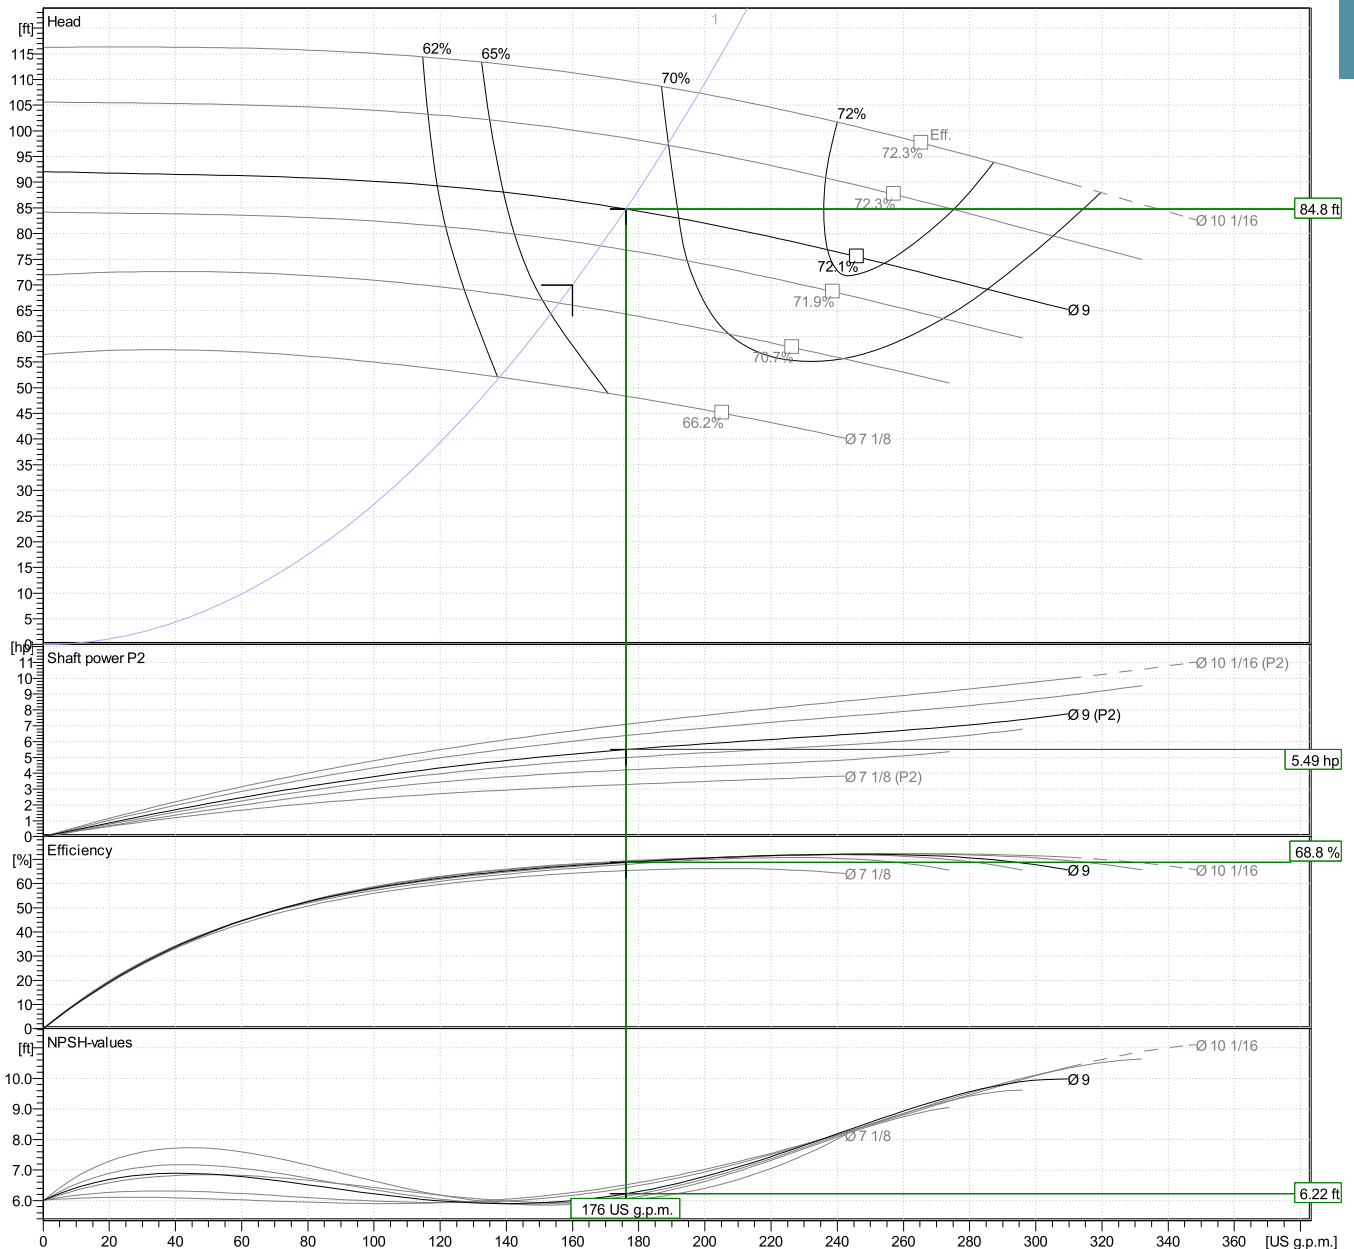 [ft]
Head
1
115
110
105
100
95
90
85
80
75
70
65
60
55
50
45
40
35
30
25
20
15
10
5
0
62%
65%
70%
72%
Eff.
72.3%
72.3%
72.1%
71.9%
70.7%
66.2%
84.8 ft
Ø 10 1/16
Ø 9
Ø 7 1/8
[hp]
Shaft power P2
11
10
9
8
7
6
5
4
3
2
1
0
Ø 10 1/16 (P2)
Ø 9 (P2)
5.49 hp
Ø 7 1/8 (P2)
Efficiency
[%]
60
50
40
30
20
10
0
68.8 %
Ø 7 1/8
Ø 9
Ø 10 1/16
NPSH-values
[ft]
10.0
9.0
8.0
7.0
6.0
Ø 10 1/16
Ø 9
Ø 7 1/8
6.22 ft
176 US g.p.m.
0 20 40 60 80 100 120 140 160 180 200 220 240 260 280 300 320 340 360 [US g.p.m.]